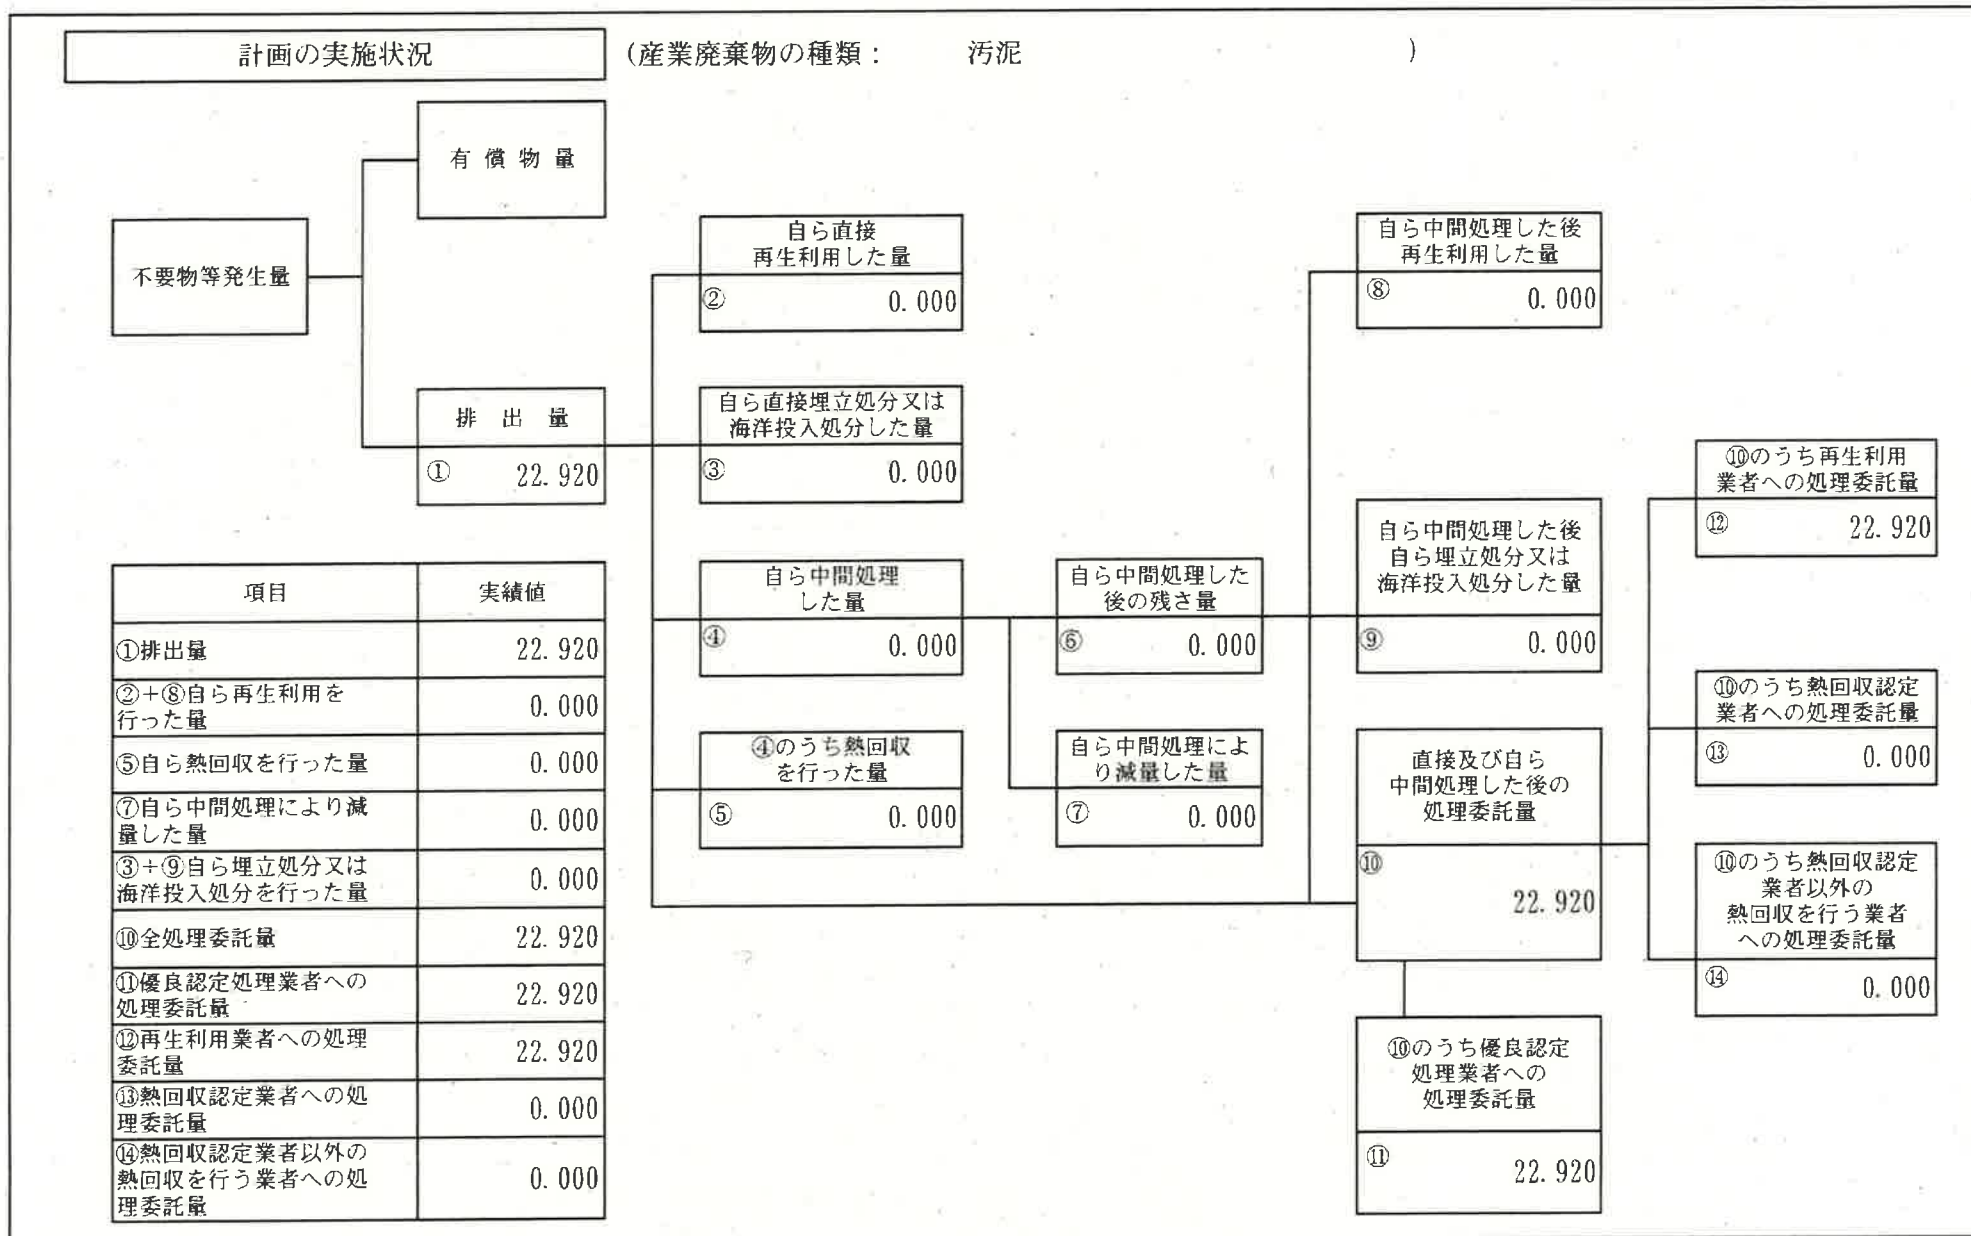 計画の実施状況
(産業廃棄物の種類： 汚泥 )
有償物量
不要物等発生量
排出量
① 22.920
自ら直接
再生利用した量
② 0.000
自ら直接埋立処分又は
海洋投入処分した量
③ 0.000
自ら中間処理
した量
④ 0.000
④のうち熱回収
を行った量
⑤ 0.000
自ら中間処理した
後の残さ量
⑥ 0.000
自ら中間処理によ
り減量した量
⑦ 0.000
自ら中間処理した後
再生利用した量
⑧ 0.000
自ら中間処理した後
自ら埋立処分又は
海洋投入処分した量
⑨ 0.000
直接及び自ら
中間処理した後の
処理委託量
⑩
22.920
⑩のうち優良認定
処理業者への
処理委託量
⑪ 22.920
⑩のうち再生利用
業者への処理委託量
⑫ 22.920
⑩のうち熱回収認定
業者への処理委託量
⑬ 0.000
⑩のうち熱回収認定
業者以外の
熱回収を行う業者
への処理委託量
⑭ 0.000
項目 実績値
①排出量 22.920
②＋⑧自ら再生利用を
行った量 0.000
⑤自ら熱回収を行った量 0.000
⑦自ら中間処理により減
量した量 0.000
③＋⑨自ら埋立処分又は
海洋投入処分を行った量 0.000
⑩全処理委託量 22.920
⑪優良認定処理業者への
処理委託量 22.920
⑫再生利用業者への処理
委託量 22.920
⑬熱回収認定業者への処
理委託量 0.000
⑭熱回収認定業者以外の
熱回収を行う業者への処
理委託量 0.000